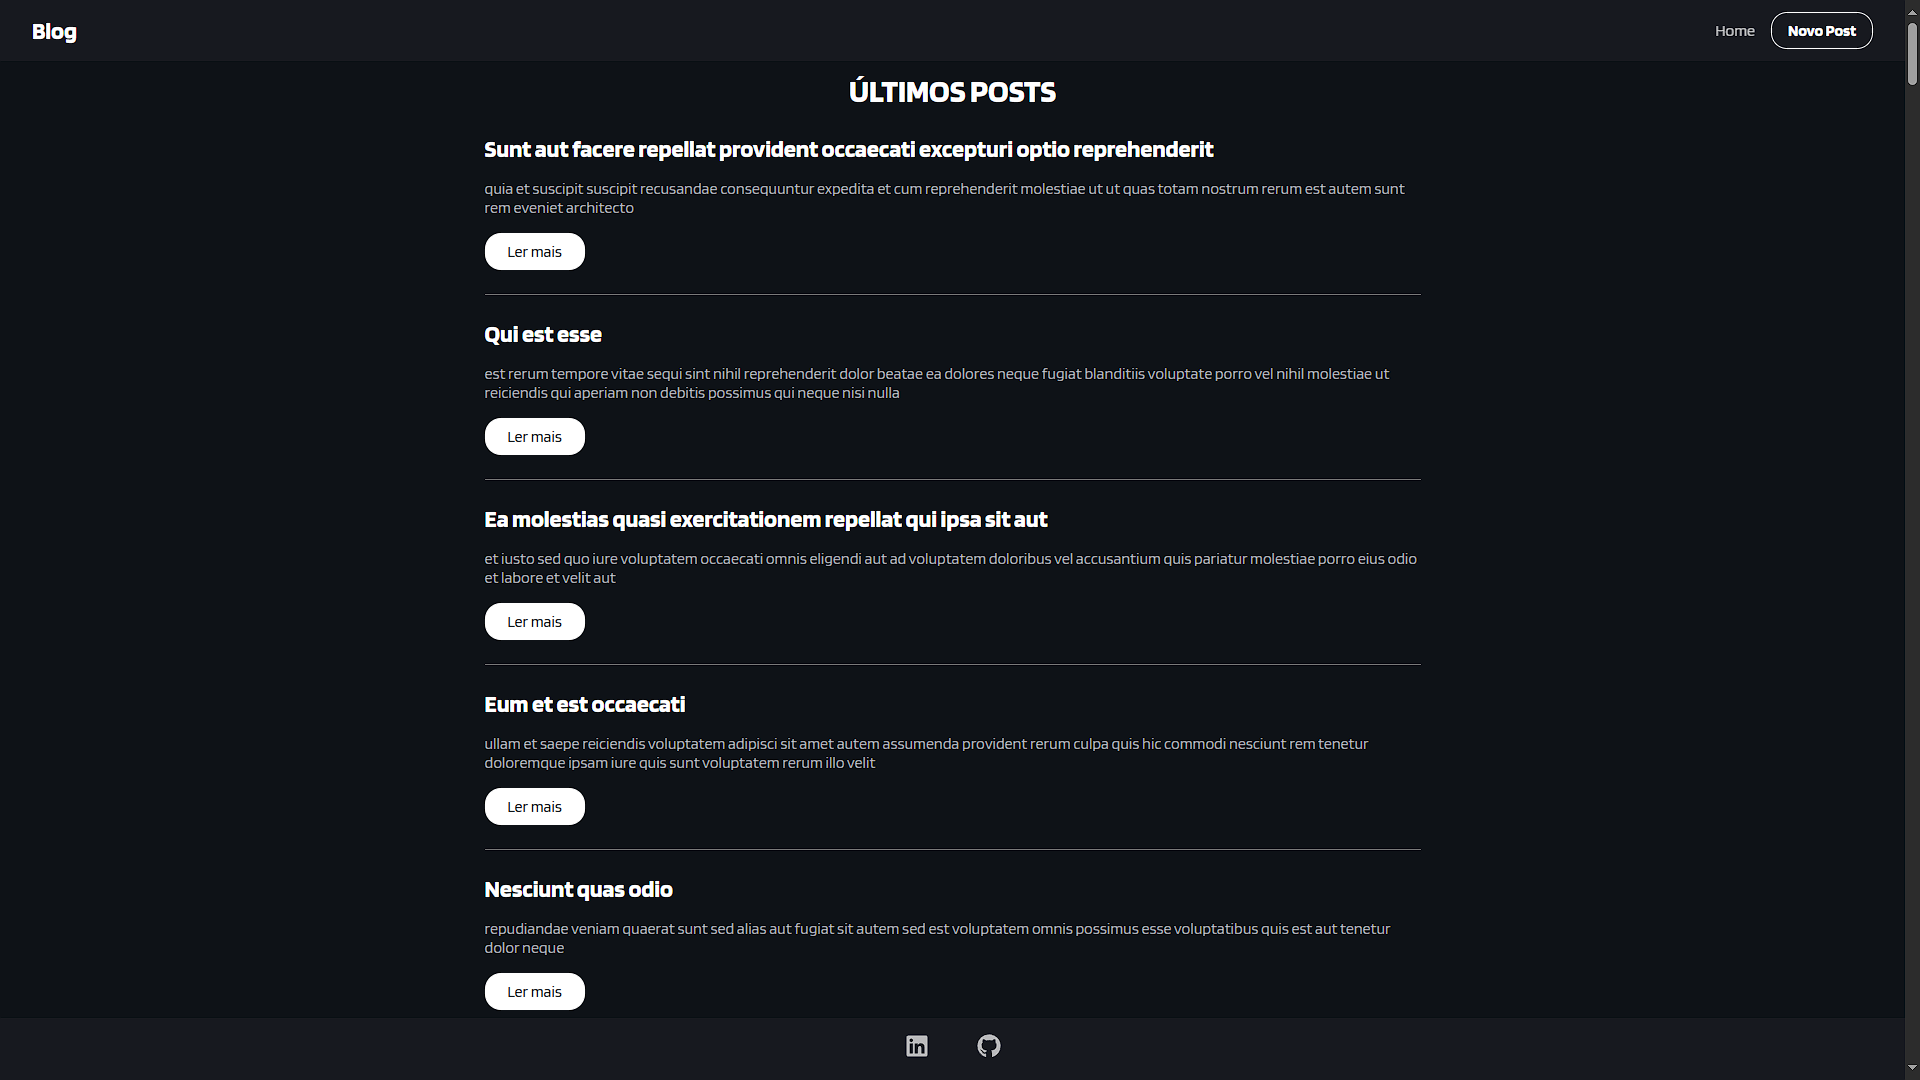 Blog
Home
Novo Post
ÚLTIMOS POSTS
Sunt aut facere repellat provident occaecati excepturi optio reprehenderit
quia et suscipit suscipit recusandae consequuntur expedita et cum reprehenderit molestiae ut ut quas totam nostrum rerum est autem sunt
rem eveniet architecto
Ler mais
Qui est esse
est rerum tempore vitae sequi sint nihil reprehenderit dolor beatae ea dolores neque fugiat blanditiis voluptate porro vel nihil molestiae ut
reiciendis qui aperiam non debitis possimus qui neque nisi nulla
Ler mais
Ea molestias quasi exercitationem repellat qui ipsa sit aut
et iusto sed quo iure voluptatem occaecati omnis eligendi aut ad voluptatem doloribus vel accusantium quis pariatur molestiae porro eius odio
et labore et velit aut
Ler mais
Eum et est occaecati
ullam et saepe reiciendis voluptatem adipisci sit amet autem assumenda provident rerum culpa quis hic commodi nesciunt rem tenetur
doloremque ipsam iure quis sunt voluptatem rerum illo velit
Ler mais
Nesciunt quas odio
repudiandae veniam quaerat sunt sed alias aut fugiat sit autem sed est voluptatem omnis possimus esse voluptatibus quis est aut tenetur
dolor neque
Ler mais
in